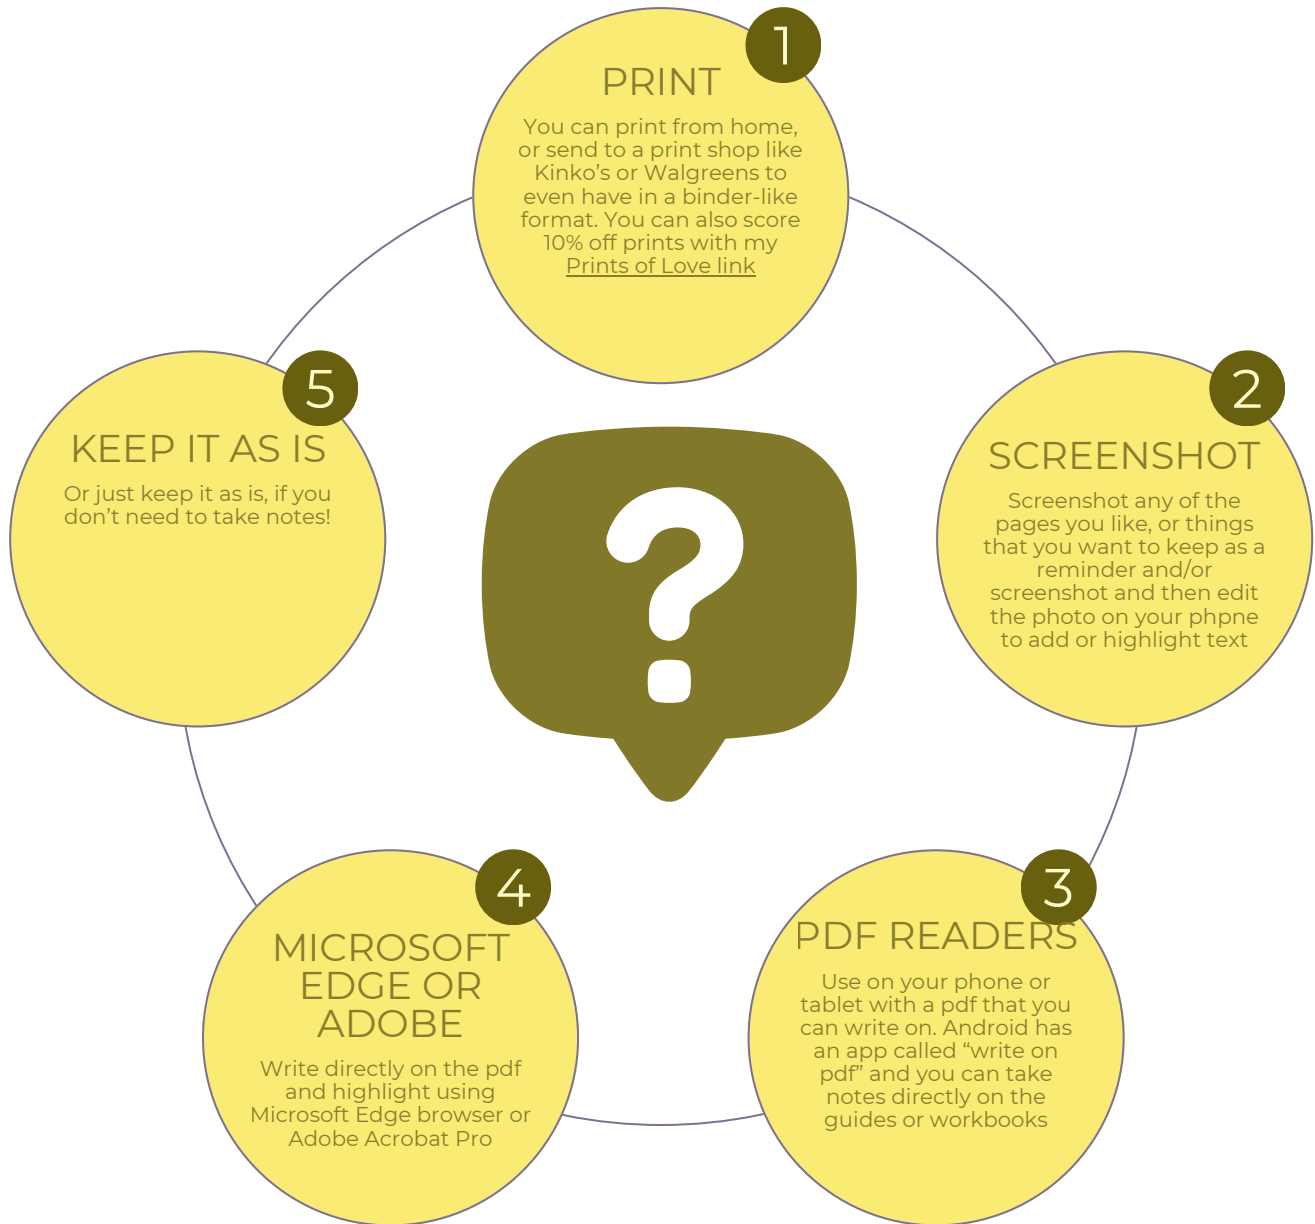 1
PRINT
You can print from home,
or send to a print shop like
Kinko’s or Walgreens to
even have in a binder-like
format. You can also score
10% off prints with my
Prints of Love link
2
SCREENSHOT
Screenshot any of the
pages you like, or things
that you want to keep as a
reminder and/or
screenshot and then edit
the photo on your phpne
to add or highlight text
3
PDF READERS
Use on your phone or
tablet with a pdf that you
can write on. Android has
an app called “write on
pdf” and you can take
notes directly on the
guides or workbooks
4
MICROSOFT
EDGE OR
ADOBE
Write directly on the pdf
and highlight using
Microsoft Edge browser or
Adobe Acrobat Pro
5
KEEP IT AS IS
Or just keep it as is, if you
don’t need to take notes!
?